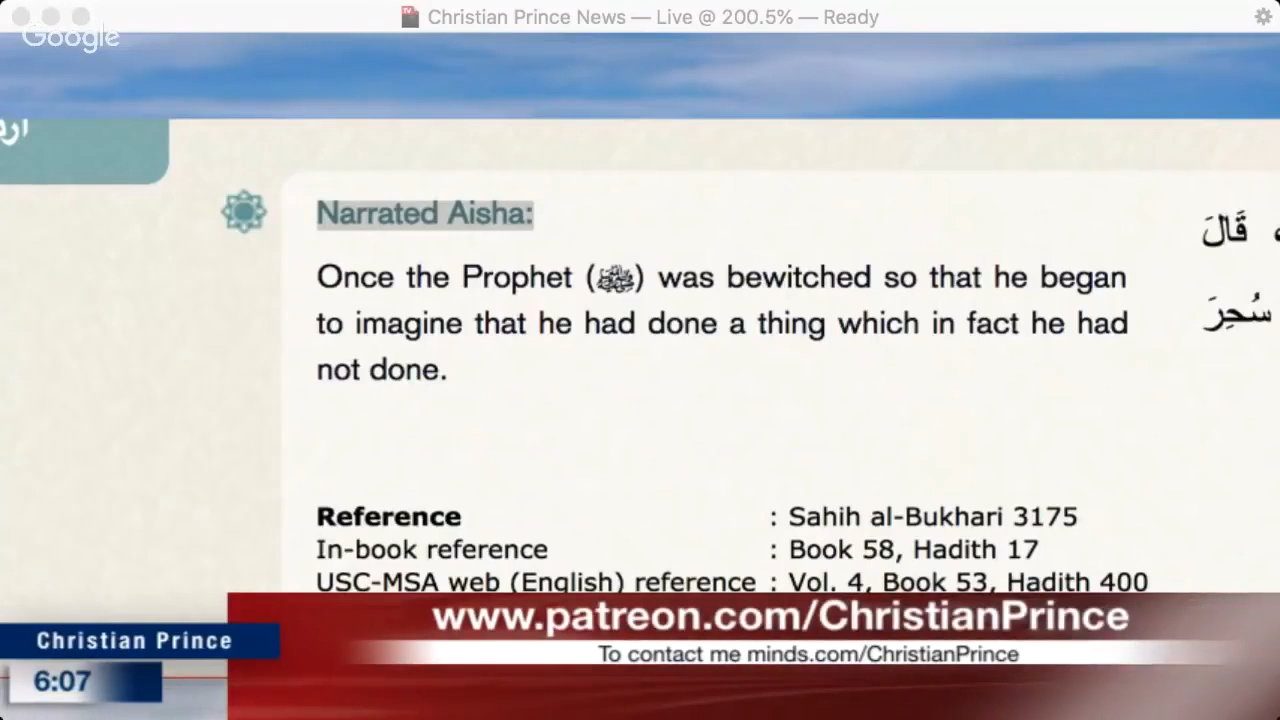 Christian Prince News — Live @ 200.5% — Ready
Google
ارد
Narrated Aisha:
قَالَ
Once the Prophet (ﷺ) was bewitched so that he began
to imagine that he had done a thing which in fact he had
سُحِرَ
not done.
Reference : Sahih al-Bukhari 3175
In-book reference : Book 58, Hadith 17
USC-MSA web (English) reference : Vol. 4, Book 53, Hadith 400
www.patreon.com/ChristianPrince
Christian Prince
To contact me minds.com/ChristianPrince
6:07